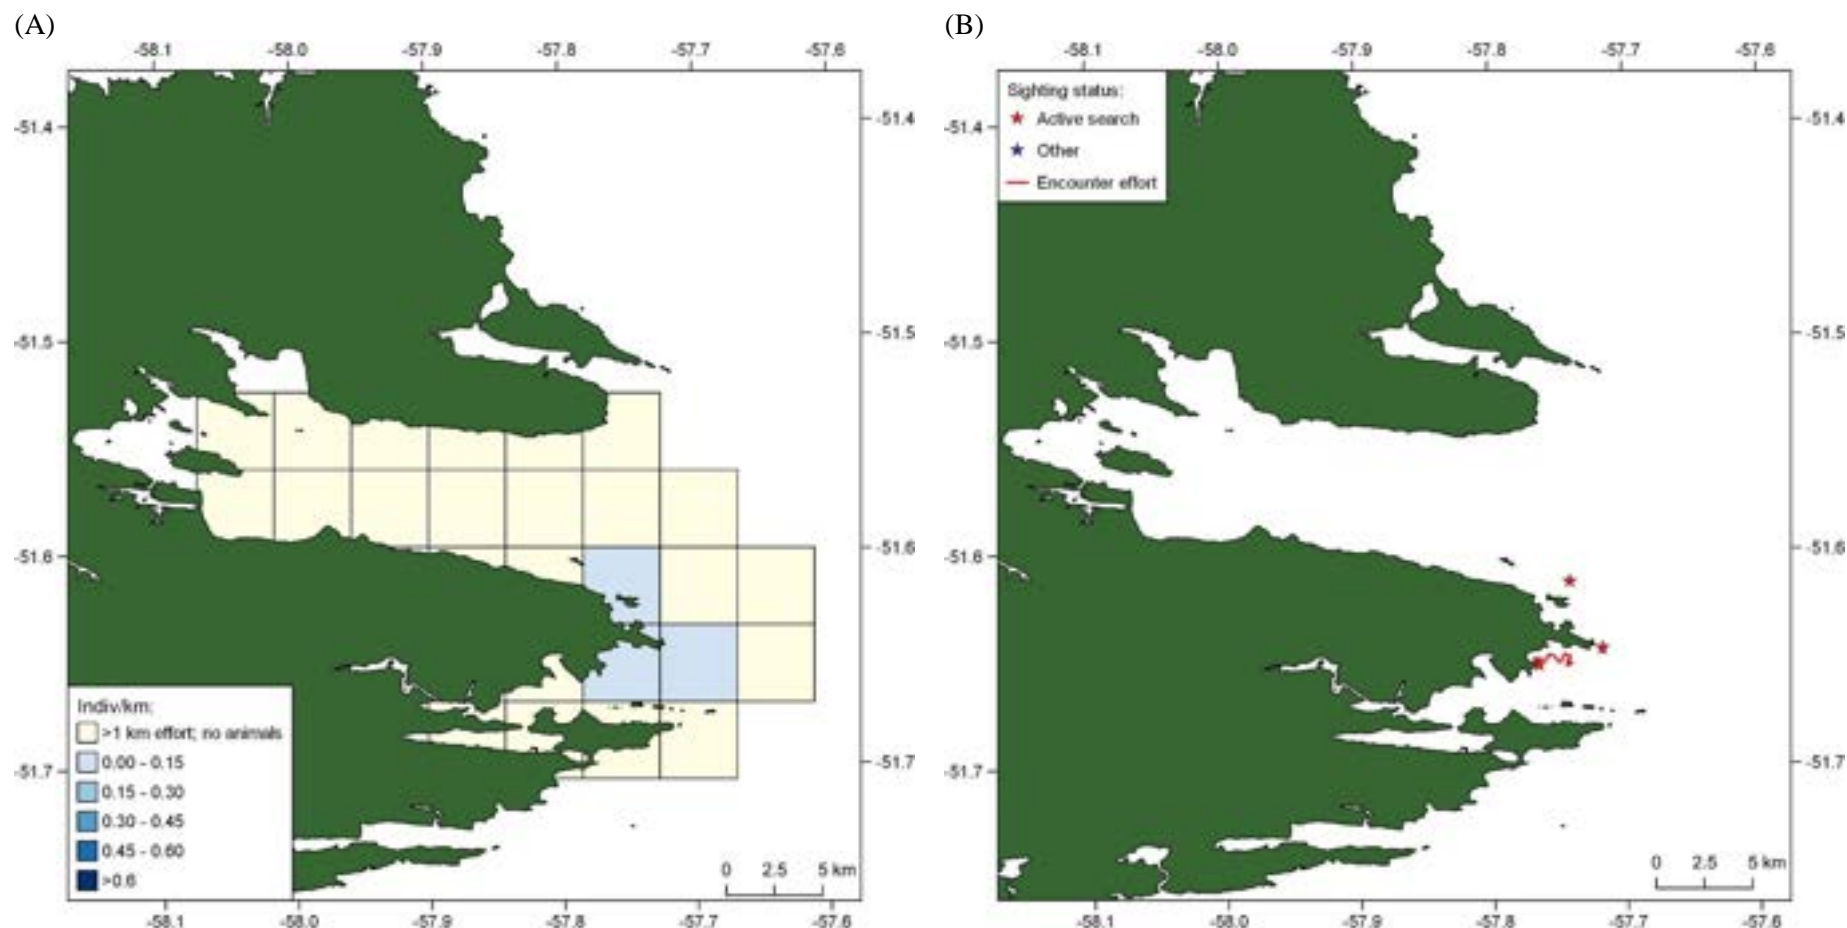 (A)
-58.1 -58.0 -57.9 -57.8 -57.7 -57.6
-51.4 -51.4
-51.5 -51.5
-51.6 -51.6
-51.7 -51.7
Indiv/km:
>1 km effort; no animals
0.00 - 0.15
0.15 - 0.30
0.30 - 0.45
0.45 - 0.60
>0.6
0 2.5 5 km
-58.1 -58.0 -57.9 -57.8 -57.7 -57.6
(B)
-58.1 -58.0 -57.9 -57.8 -57.7 -57.6
Sighting status:
Active search
Other
Encounter effort
-51.4 -51.4
-51.5 -51.5
-51.6 -51.6
-51.7 -51.7
0 2.5 5 km
-58.1 -58.0 -57.9 -57.8 -57.7 -57.6